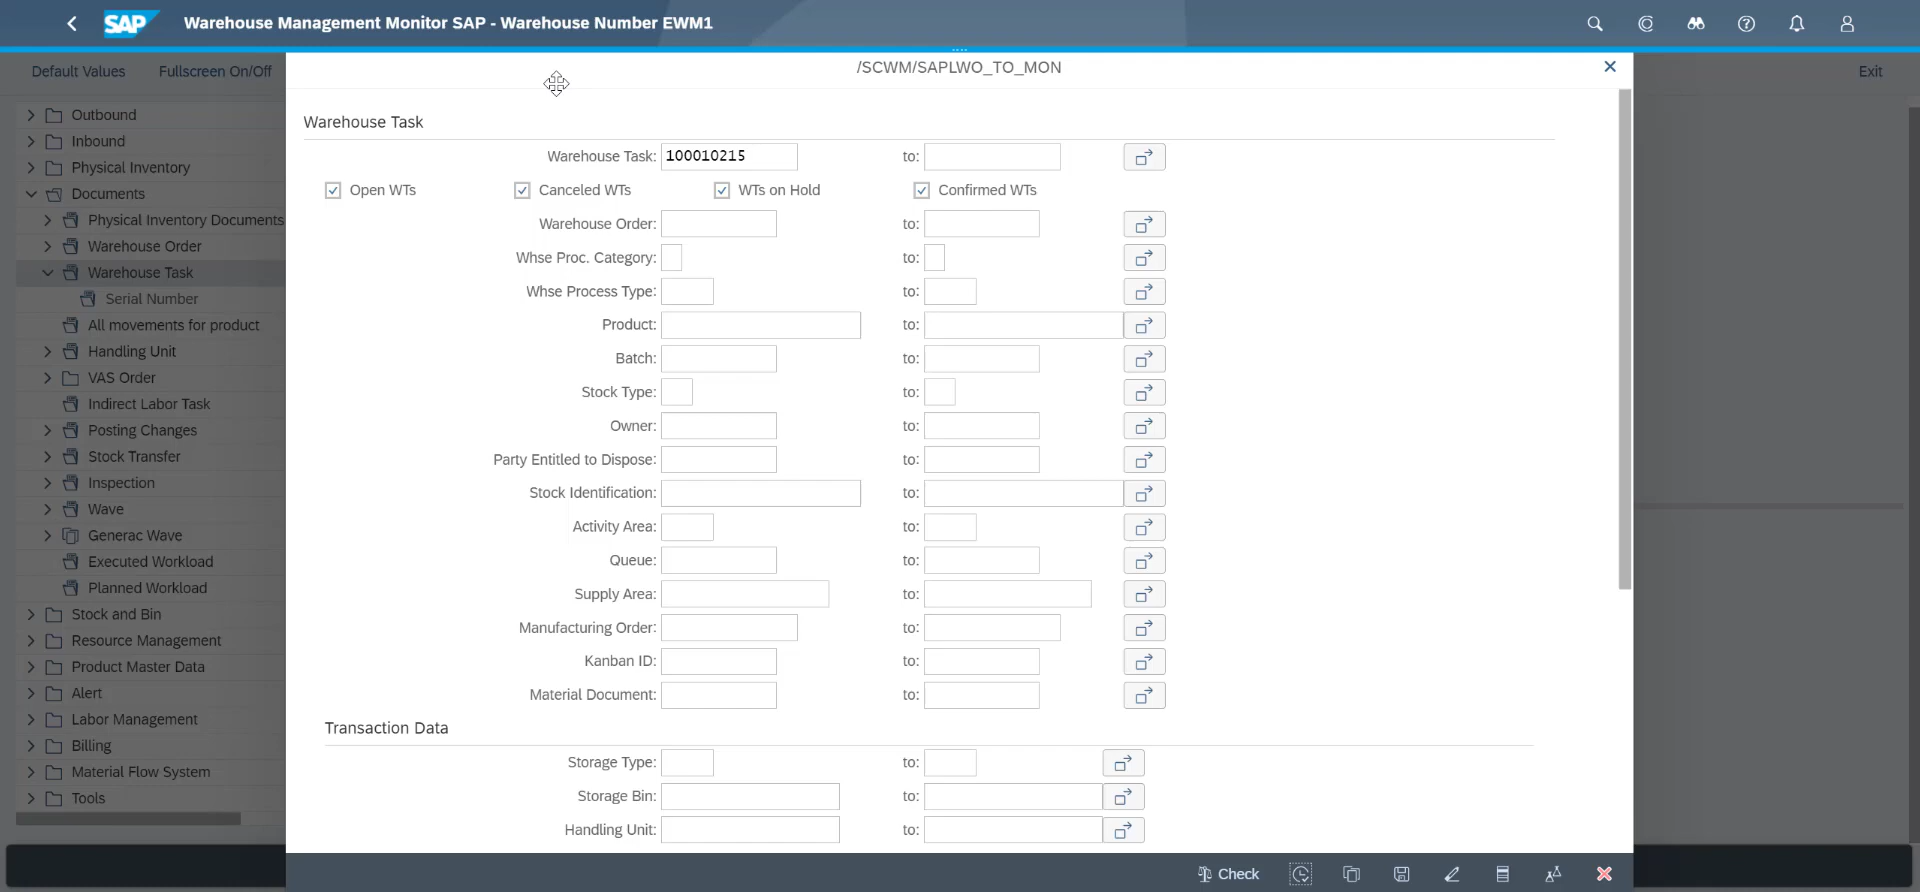 SAP Warehouse Management Monitor SAP - Warehouse Number EWM1
Default Values Fullscreen On/Off
/SCWM/SAPLWO_TO_MON
Exit
Outbound
Inbound
Physical Inventory
Documents
Physical Inventory Documents
Warehouse Order
Warehouse Task
Serial Number
All movements for product
Handling Unit
VAS Order
Indirect Labor Task
Posting Changes
Stock Transfer
Inspection
Wave
Generac Wave
Executed Workload
Planned Workload
Stock and Bin
Resource Management
Product Master Data
Alert
Labor Management
Billing
Material Flow System
Tools
Warehouse Task
Warehouse Task: 100010215 to:
Open WTs Canceled WTs WTs on Hold Confirmed WTs
Warehouse Order: to:
Whse Proc. Category: to:
Whse Process Type: to:
Product: to:
Batch: to:
Stock Type: to:
Owner: to:
Party Entitled to Dispose: to:
Stock Identification: to:
Activity Area: to:
Queue: to:
Supply Area: to:
Manufacturing Order: to:
Kanban ID: to:
Material Document: to:
Transaction Data
Storage Type: to:
Storage Bin: to:
Handling Unit: to:
Check